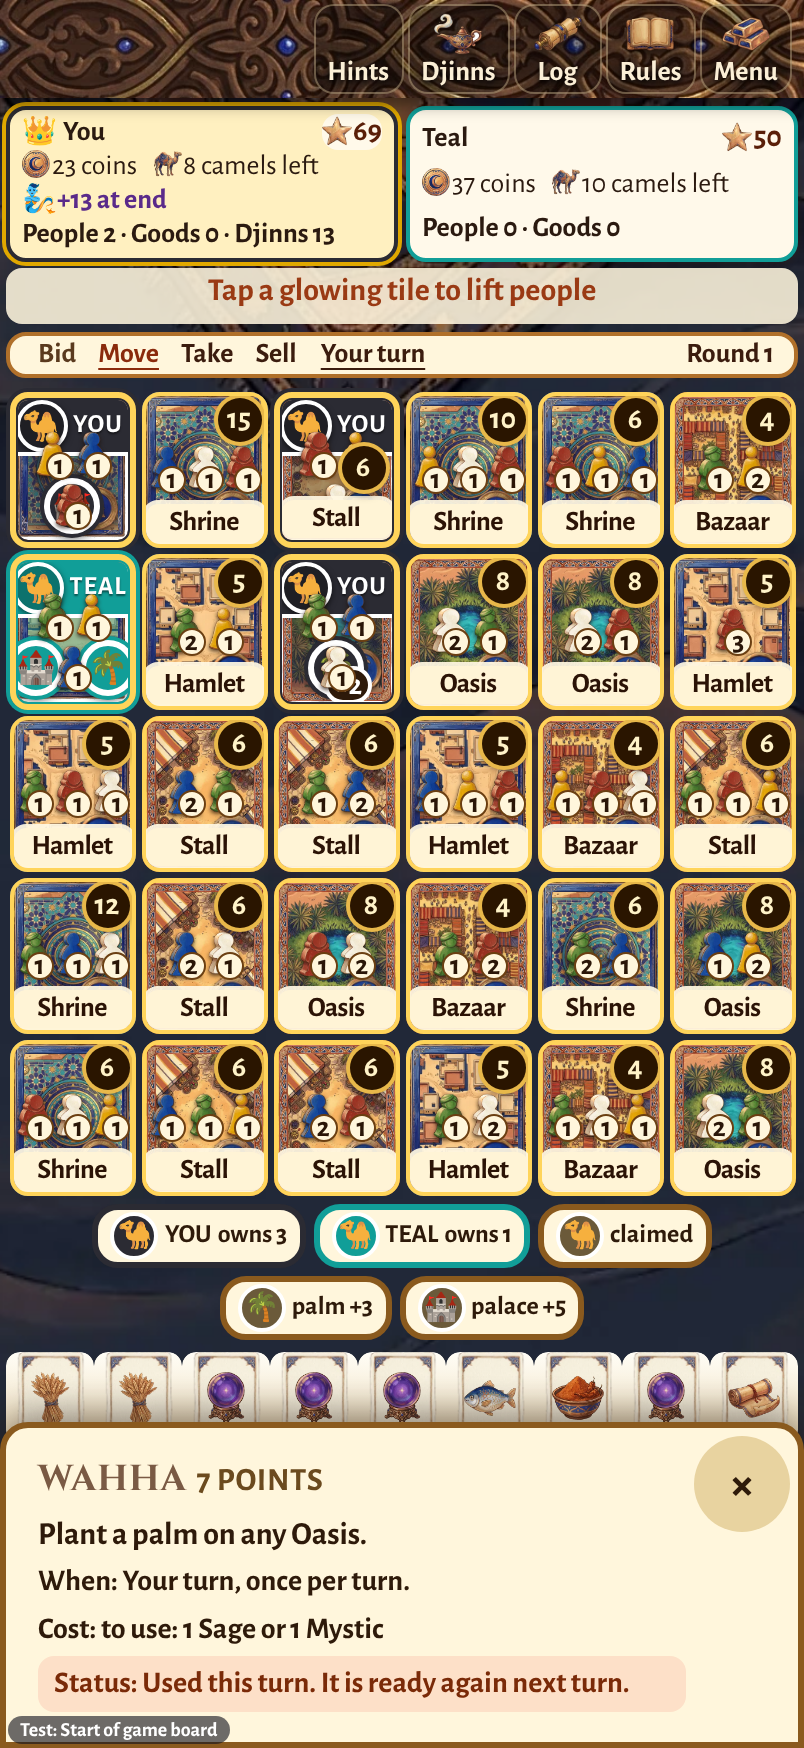 Hints Djinns Log Rules Menu
You 69
23 coins 8 camels left
+13 at end
People 2 · Goods 0 · Djinns 13
Teal 50
37 coins 10 camels left
People 0 · Goods 0
Tap a glowing tile to lift people
Bid Move Take Sell Your turn Round 1
YOU 15 YOU 10 6 4
1 1 1 1 1 1 6 1 1 1 1 1 1 1 2
1
Shrine Stall Shrine Shrine Bazaar
TEAL 5 YOU 8 8 5
1 1 2 1 1 1 2 1 2 1 3
1 1 2
Hamlet Oasis Oasis Hamlet
5 6 6 5 4 6
1 1 1 2 1 1 2 1 1 1 1 1 1 1 1 1
Hamlet Stall Stall Hamlet Bazaar Stall
12 6 8 4 6 8
1 1 1 2 1 1 2 1 2 2 1 1 2
Shrine Stall Oasis Bazaar Shrine Oasis
6 6 6 5 4 8
1 1 1 1 1 1 2 1 1 2 1 1 1 2 1
Shrine Stall Stall Hamlet Bazaar Oasis
YOU owns 3 TEAL owns 1 claimed
palm +3 palace +5
WAHHA 7 POINTS
×
Plant a palm on any Oasis.
When: Your turn, once per turn.
Cost: to use: 1 Sage or 1 Mystic
Status: Used this turn. It is ready again next turn.
Test: Start of game board